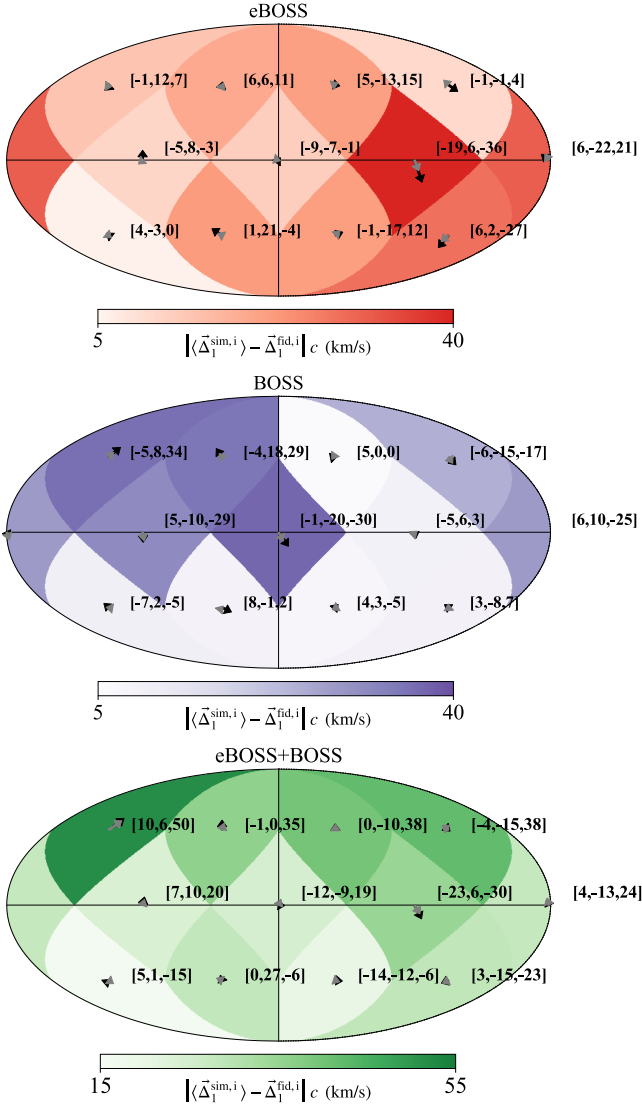 eBOSS
[-1,12,7] [6,6,11] [5,-13,15] [-1,-1,4]
[-5,8,-3] [-9,-7,-1] [-19,6,-36] [6,-22,21]
[4,-3,0] [1,21,-4] [-1,-17,12] [6,2,-27]
5 40
|⟨Δ⃗₁^{sim,i}⟩ − Δ⃗₁^{fid,i}| c (km/s)
BOSS
[-5,8,34] [-4,18,29] [5,0,0] [-6,-15,-17]
[5,-10,-29] [-1,-20,-30] [-5,6,3] [6,10,-25]
[-7,2,-5] [8,-1,2] [4,3,-5] [3,-8,7]
5 40
|⟨Δ⃗₁^{sim,i}⟩ − Δ⃗₁^{fid,i}| c (km/s)
eBOSS+BOSS
[10,6,50] [-1,0,35] [0,-10,38] [-4,-15,38]
[7,10,20] [-12,-9,19] [-23,6,-30] [4,-13,24]
[5,1,-15] [0,27,-6] [-14,-12,-6] [3,-15,-23]
15 55
|⟨Δ⃗₁^{sim,i}⟩ − Δ⃗₁^{fid,i}| c (km/s)